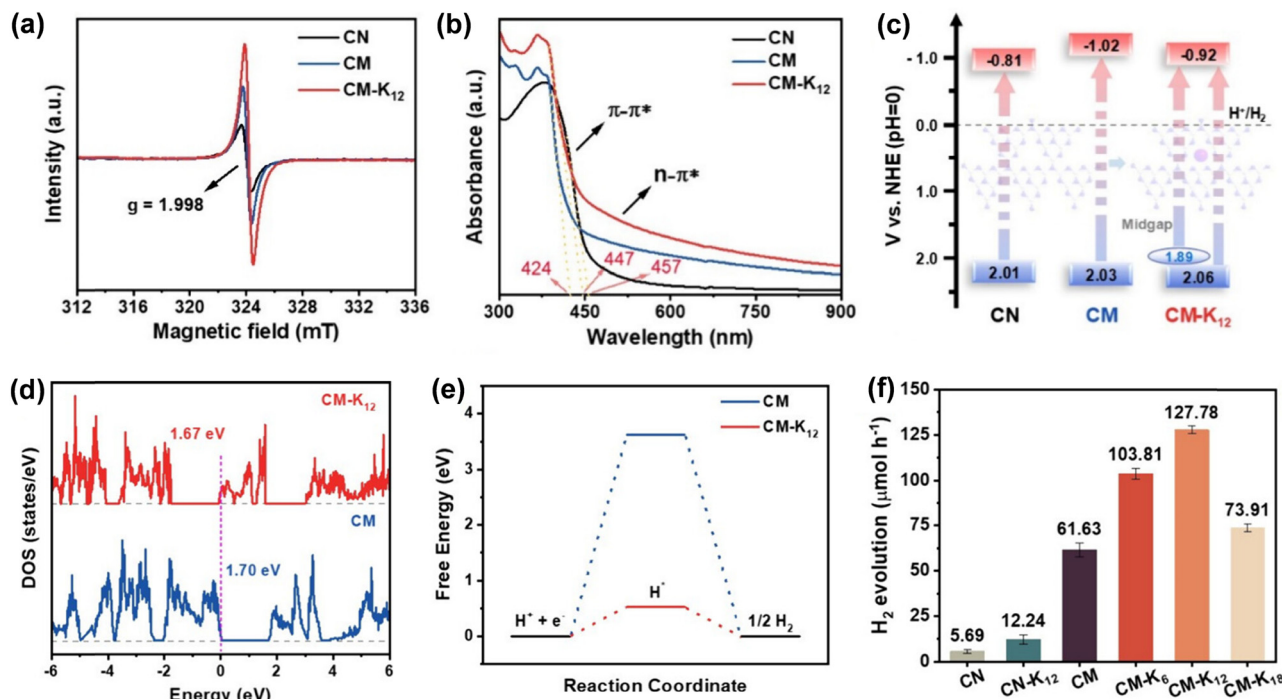 (a)
CN
CM
CM-K₁₂
g = 1.998
Intensity (a.u.)
312 316 320 324 328 332 336
Magnetic field (mT)
(b)
CN
CM
CM-K₁₂
π-π*
n-π*
424
447
457
Absorbance (a.u.)
300 450 600 750 900
Wavelength (nm)
(c)
-0.81
-1.02
-0.92
H⁺/H₂
Midgap
1.89
2.01
2.03
2.06
- 1.0
0.0
1.0
2.0
V vs. NHE (pH=0)
CN
CM
CM-K₁₂
(d)
CM-K₁₂
1.67 eV
CM
1.70 eV
DOS (states/eV)
-6 -4 -2 0 2 4 6
Energy (eV)
(e)
CM
CM-K₁₂
H⁺ + e⁻
H*
1/2 H₂
4
3
2
1
0
Free Energy (eV)
Reaction Coordinate
(f)
150
125
100
75
50
25
0
H₂ evolution (μmol h⁻¹)
5.69
12.24
61.63
103.81
127.78
73.91
CN
CN-K₁₂
CM
CM-K₆
CM-K₁₂
CM-K₁₈